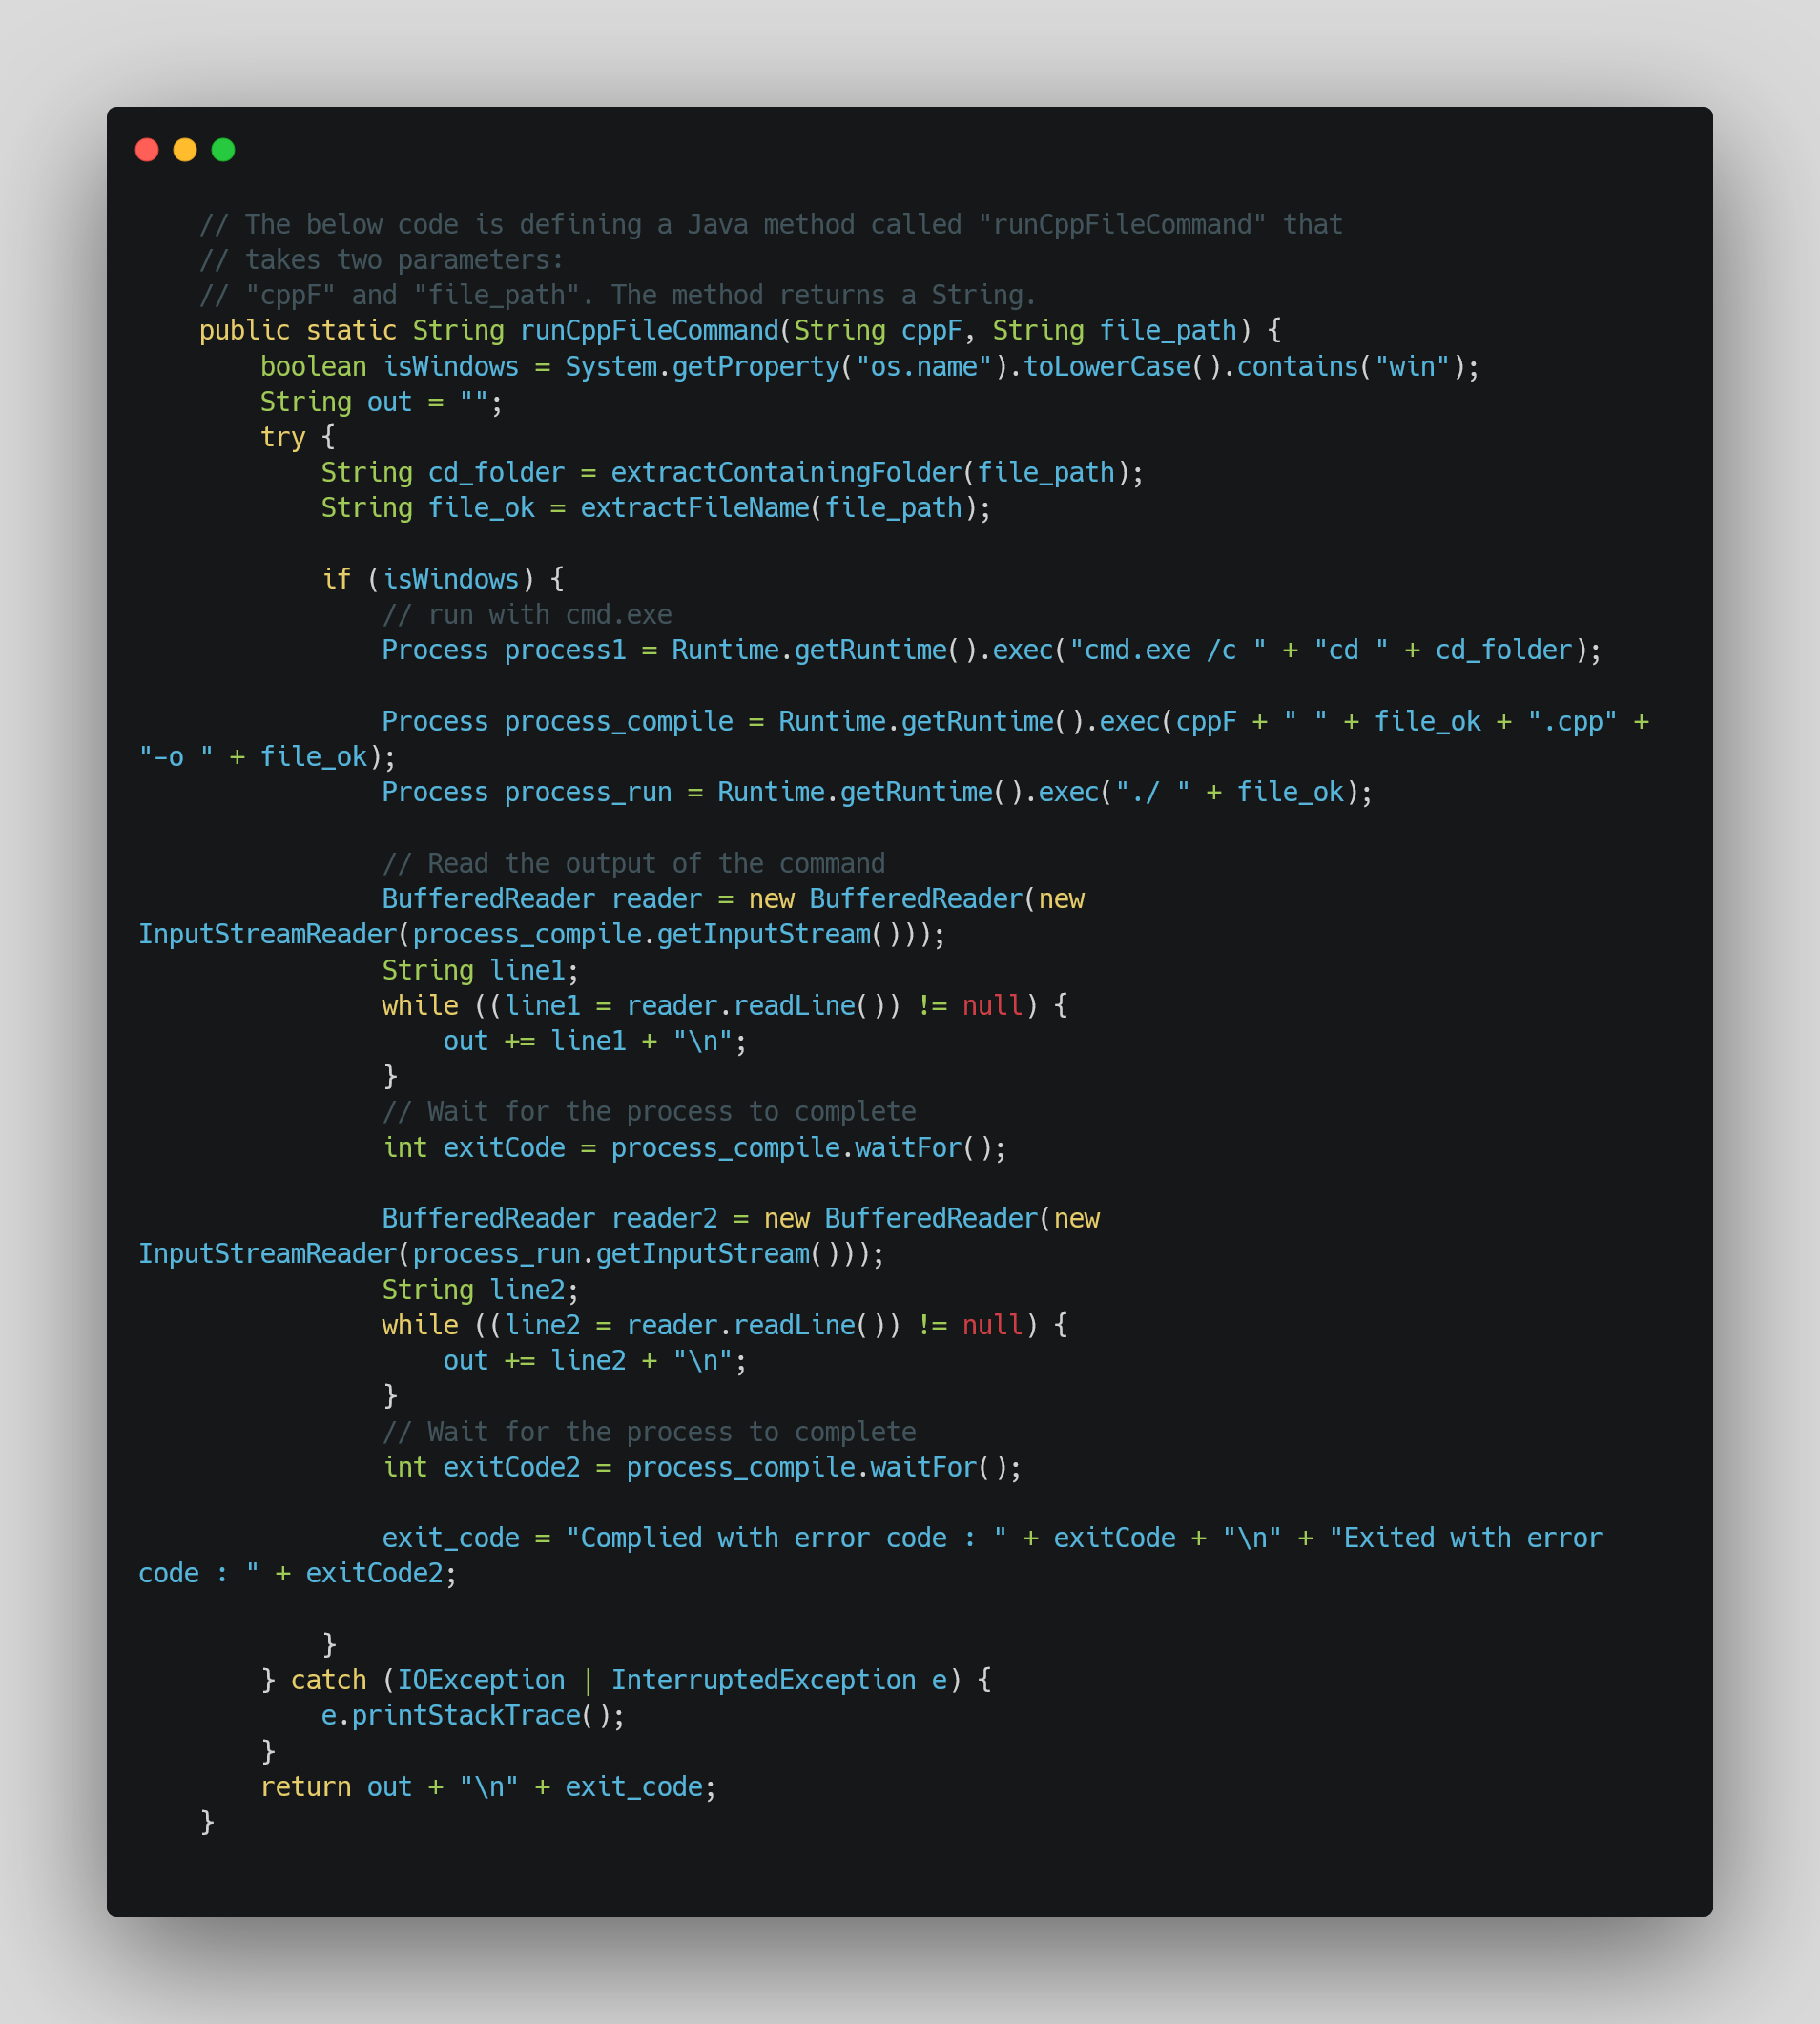 // The below code is defining a Java method called "runCppFileCommand" that
// takes two parameters:
// "cppF" and "file_path". The method returns a String.
public static String runCppFileCommand(String cppF, String file_path) {
boolean isWindows = System.getProperty("os.name").toLowerCase().contains("win");
String out = "";
try {
String cd_folder = extractContainingFolder(file_path);
String file_ok = extractFileName(file_path);
if (isWindows) {
// run with cmd.exe
Process process1 = Runtime.getRuntime().exec("cmd.exe /c " + "cd " + cd_folder);
Process process_compile = Runtime.getRuntime().exec(cppF + " " + file_ok + ".cpp" +
"-o " + file_ok);
Process process_run = Runtime.getRuntime().exec("./ " + file_ok);
// Read the output of the command
BufferedReader reader = new BufferedReader(new
InputStreamReader(process_compile.getInputStream()));
String line1;
while ((line1 = reader.readLine()) != null) {
out += line1 + "\n";
}
// Wait for the process to complete
int exitCode = process_compile.waitFor();
BufferedReader reader2 = new BufferedReader(new
InputStreamReader(process_run.getInputStream()));
String line2;
while ((line2 = reader.readLine()) != null) {
out += line2 + "\n";
}
// Wait for the process to complete
int exitCode2 = process_compile.waitFor();
exit_code = "Complied with error code : " + exitCode + "\n" + "Exited with error
code : " + exitCode2;
}
} catch (IOException | InterruptedException e) {
e.printStackTrace();
}
return out + "\n" + exit_code;
}